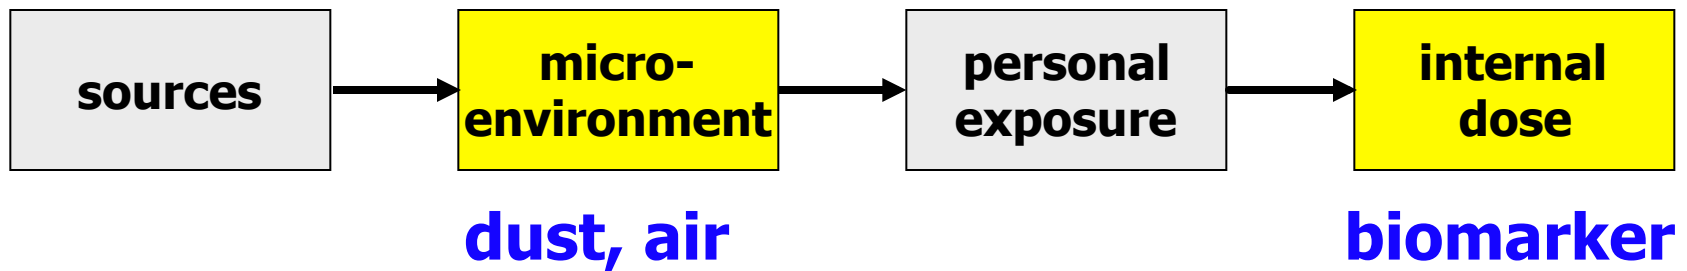 sources
micro-
environment
personal
exposure
internal
dose
dust, air
biomarker